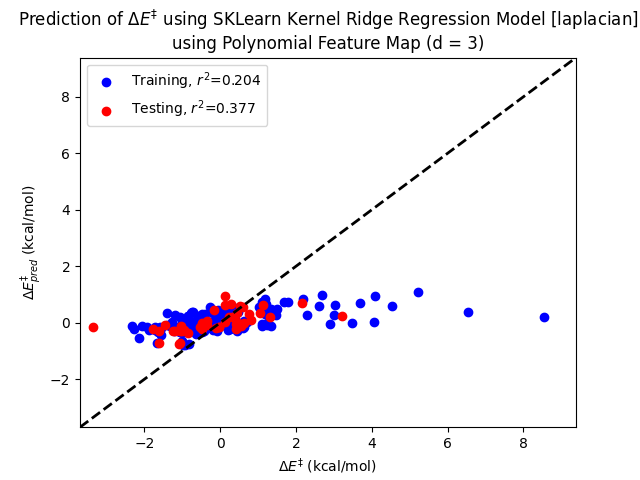 Prediction of ΔE‡ using SKLearn Kernel Ridge Regression Model [laplacian]
using Polynomial Feature Map (d = 3)
Training, r²=0.204
Testing, r²=0.377
8
6
4
2
0
−2
ΔE‡pred (kcal/mol)
−2 0 2 4 6 8
ΔE‡ (kcal/mol)